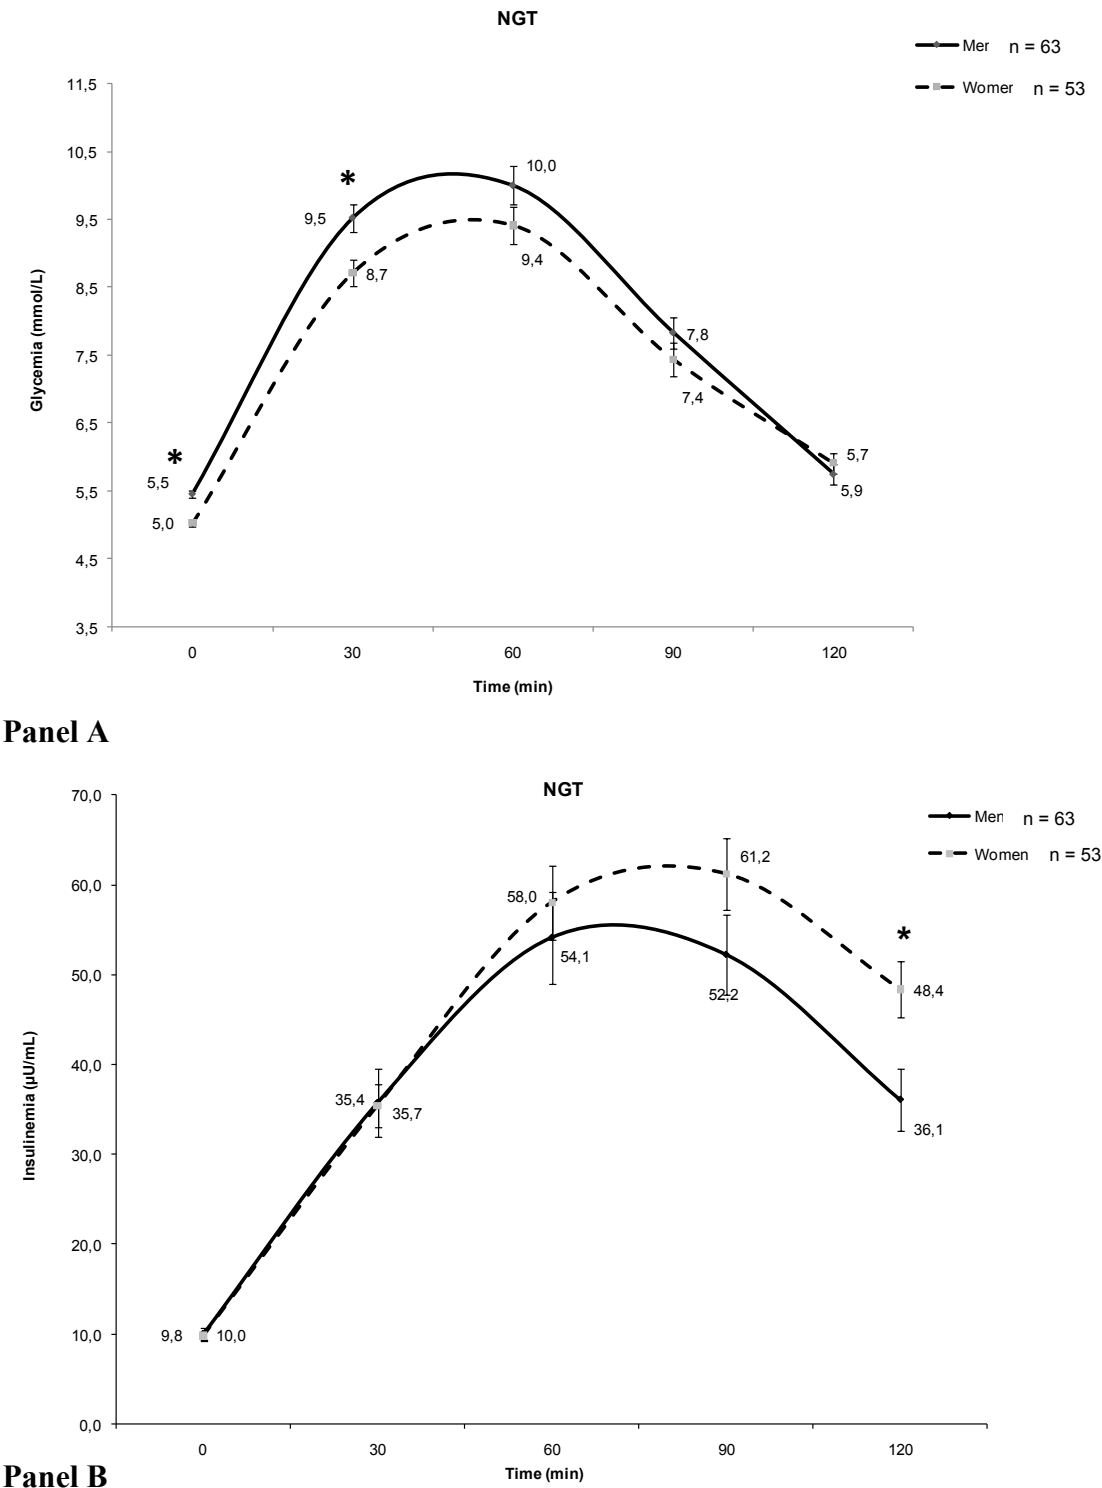 NGT
Mer n = 63
Womer n = 53
11,5
10,5
9,5
8,5
7,5
6,5
5,5
4,5
3,5
Glycemia (mmol/L)
*
10,0
9,5
8,7
9,4
7,8
7,4
*
5,5
5,0
5,7
5,9
0 30 60 90 120
Time (min)
Panel A
NGT
Men n = 63
Women n = 53
70,0
60,0
50,0
40,0
30,0
20,0
10,0
0,0
Insulinemia (µU/mL)
61,2
58,0
54,1
52,2
*
48,4
35,4
35,7
36,1
9,8 10,0
0 30 60 90 120
Time (min)
Panel B